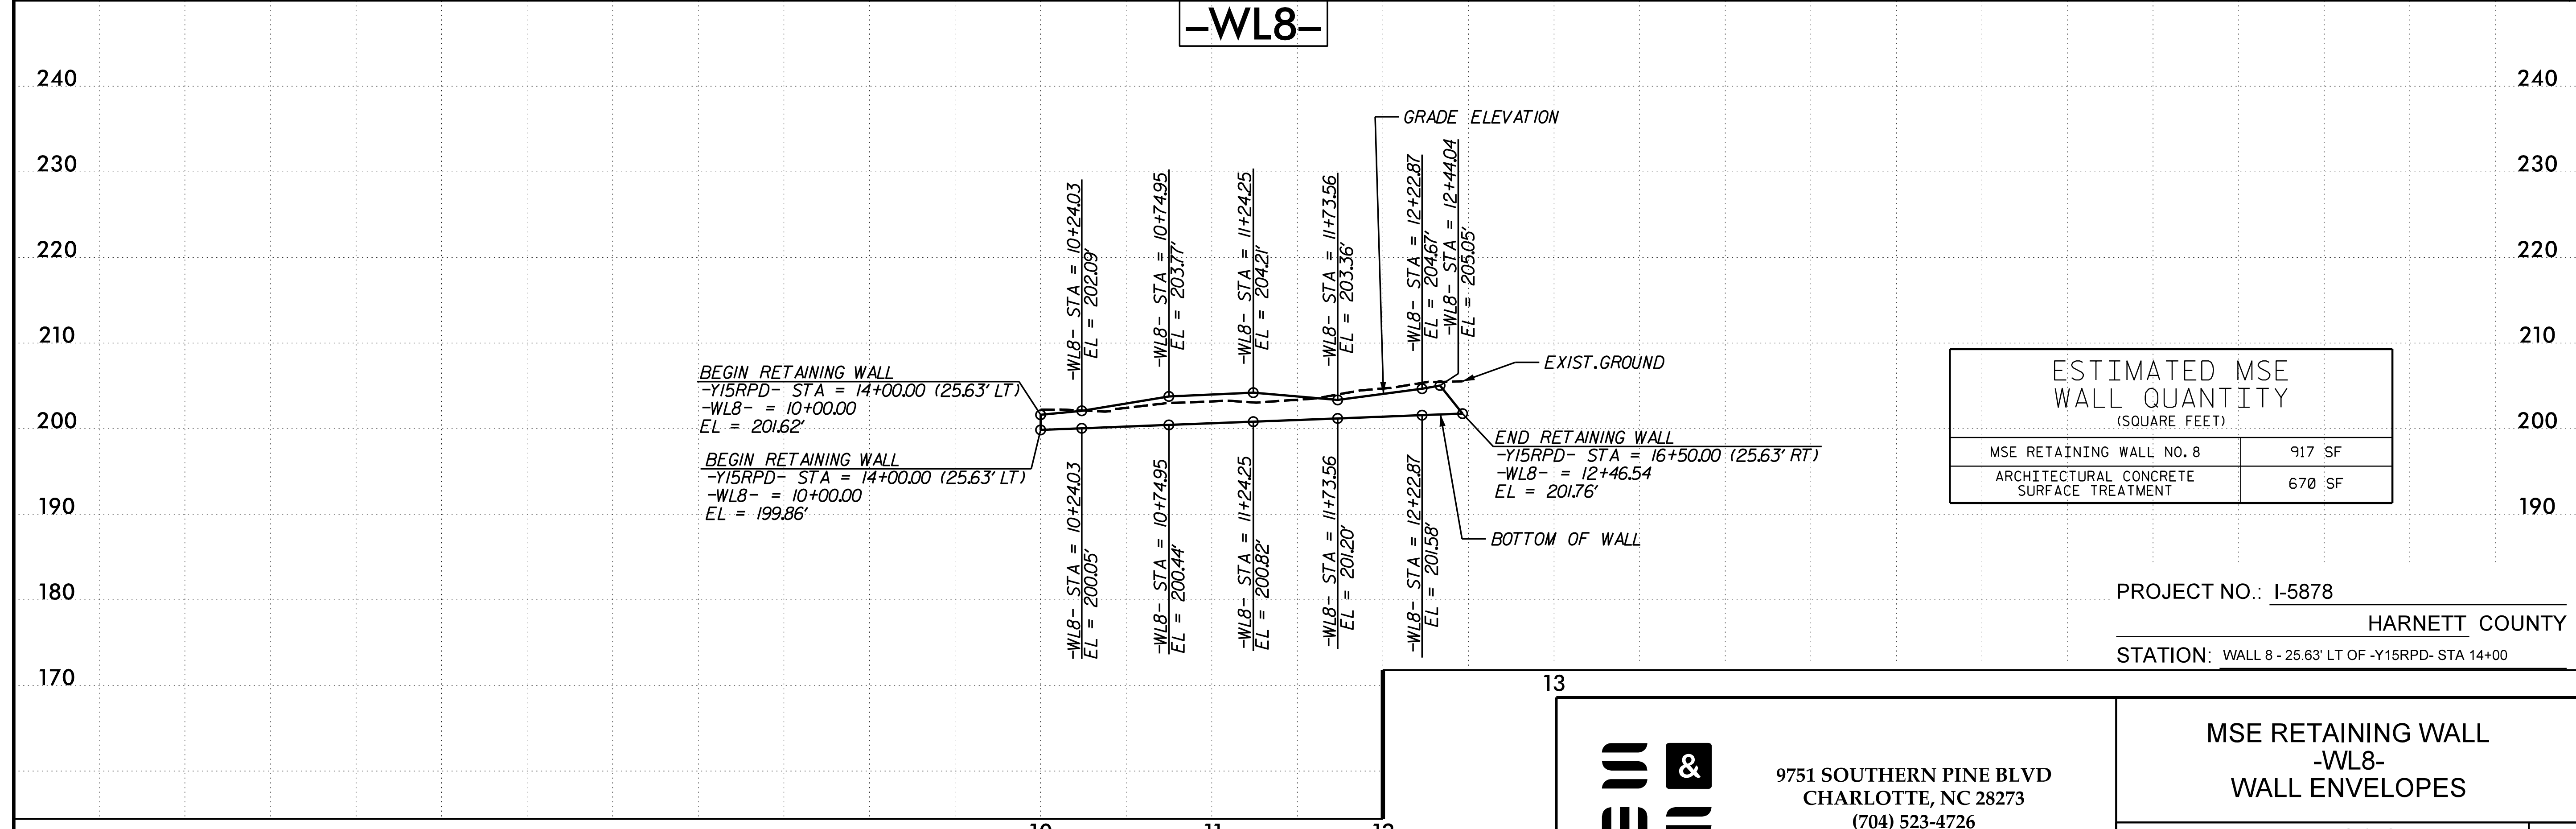 -WL8-
240
240
230
230
220
220
210
210
200
200
190
190
180
170
GRADE ELEVATION
-WL8- STA = 10+24.03
EL = 202.09'
-WL8- STA = 10+74.95
EL = 203.77'
-WL8- STA = 11+24.25
EL = 204.21'
-WL8- STA = 11+73.56
EL = 203.36'
-WL8- STA = 12+22.87
EL = 204.67'
-WL8- STA = 12+44.04
EL = 205.05'
EXIST.GROUND
BEGIN RETAINING WALL
-Y15RPD- STA = 14+00.00 (25.63' LT)
-WL8- = 10+00.00
EL = 201.62'
BEGIN RETAINING WALL
-Y15RPD- STA = 14+00.00 (25.63' LT)
-WL8- = 10+00.00
EL = 199.86'
-WL8- STA = 10+24.03
EL = 200.05'
-WL8- STA = 10+74.95
EL = 200.44'
-WL8- STA = 11+24.25
EL = 200.82'
-WL8- STA = 11+73.56
EL = 201.20'
-WL8- STA = 12+22.87
EL = 201.58'
END RETAINING WALL
-Y15RPD- STA = 16+50.00 (25.63' RT)
-WL8- = 12+46.54
EL = 201.76'
BOTTOM OF WALL
ESTIMATED MSE
WALL QUANTITY
(SQUARE FEET)
MSE RETAINING WALL NO. 8 917 SF
ARCHITECTURAL CONCRETE
SURFACE TREATMENT 670 SF
PROJECT NO.: I-5878
HARNETT COUNTY
STATION: WALL 8 - 25.63' LT OF -Y15RPD- STA 14+00
13
&
9751 SOUTHERN PINE BLVD
CHARLOTTE, NC 28273
(704) 523-4726
MSE RETAINING WALL
-WL8-
WALL ENVELOPES